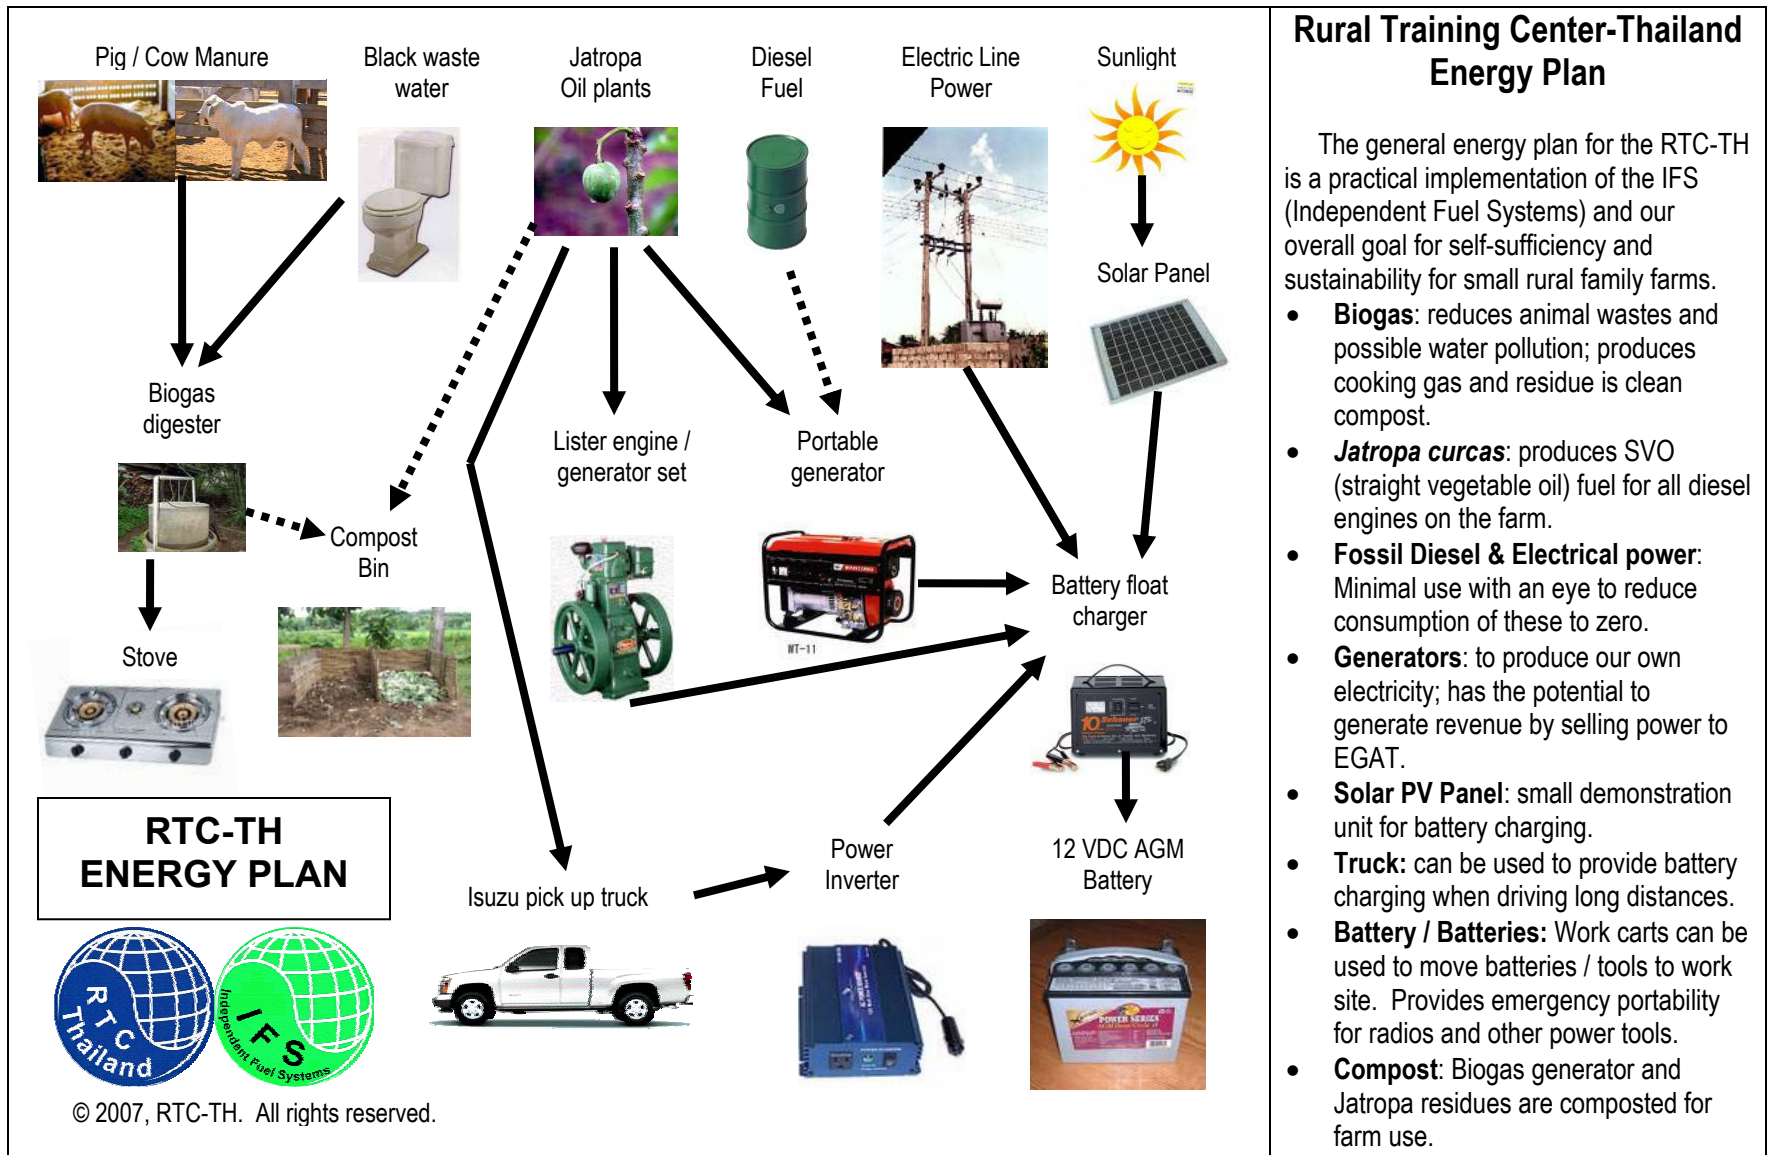 Pig / Cow Manure
Black waste
water
Jatropa
Oil plants
Diesel
Fuel
Electric Line
Power
Sunlight
Solar Panel
Biogas
digester
Lister engine /
generator set
Portable
generator
Compost
Bin
Battery float
charger
WT-11
Stove
10 Schauer
RTC-TH
ENERGY PLAN
Power
Inverter
12 VDC AGM
Battery
Isuzu pick up truck
POWER SERIES
RTC
Thailand
IFS
Independent Fuel Systems
© 2007, RTC-TH.  All rights reserved.
Rural Training Center-Thailand
Energy Plan
The general energy plan for the RTC-TH
is a practical implementation of the IFS
(Independent Fuel Systems) and our
overall goal for self-sufficiency and
sustainability for small rural family farms.
• Biogas: reduces animal wastes and
possible water pollution; produces
cooking gas and residue is clean
compost.
• Jatropa curcas: produces SVO
(straight vegetable oil) fuel for all diesel
engines on the farm.
• Fossil Diesel & Electrical power:
Minimal use with an eye to reduce
consumption of these to zero.
• Generators: to produce our own
electricity; has the potential to
generate revenue by selling power to
EGAT.
• Solar PV Panel: small demonstration
unit for battery charging.
• Truck: can be used to provide battery
charging when driving long distances.
• Battery / Batteries: Work carts can be
used to move batteries / tools to work
site.  Provides emergency portability
for radios and other power tools.
• Compost: Biogas generator and
Jatropa residues are composted for
farm use.